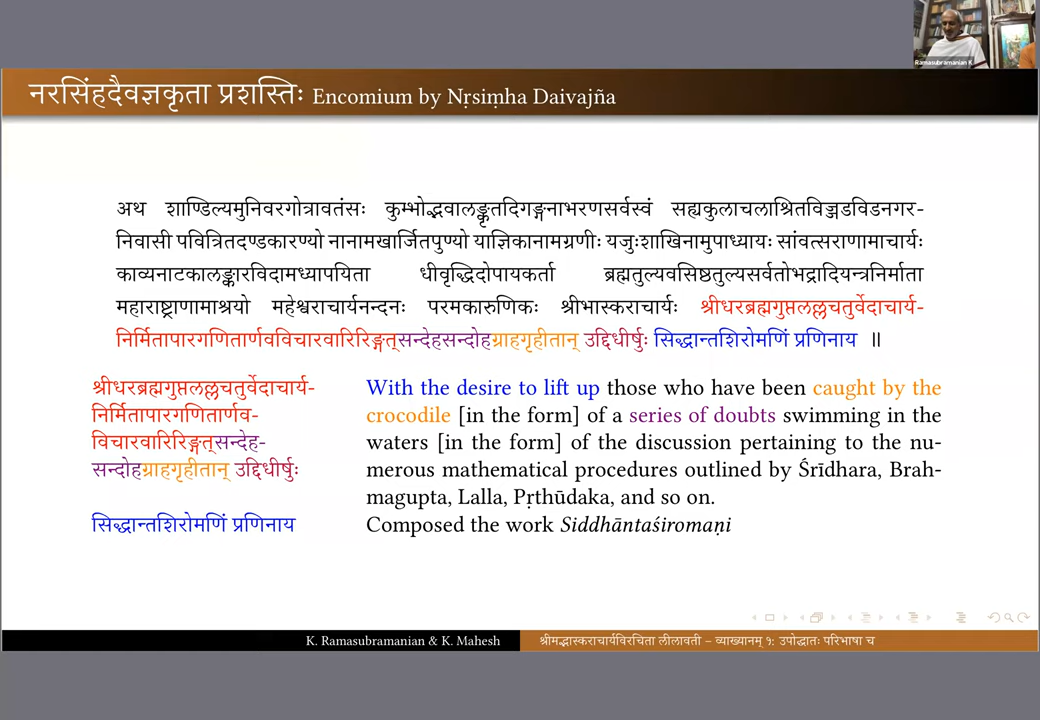 Ramasubramanian K
नरसिंहदैवज्ञकृता प्रशस्तिः Encomium by Nṛsiṃha Daivajña
अथ शाण्डिल्यमुनिवरगोत्रावतंसः कुम्भोद्भवालङ्कृतदिगङ्गनाभरणसर्वस्वं सह्यकुलाचलाश्रितविज्जडविडनगर-
निवासी पवित्रितदण्डकारण्यो नानामखार्जितपुण्यो याज्ञिकानामग्रणीः यजुःशाखिनामुपाध्यायः सांवत्सराणामाचार्यः
काव्यनाटकालङ्कारविदामध्यापयिता धीवृद्धिदोपायकर्ता ब्रह्मतुल्यवसिष्ठतुल्यसर्वतोभद्रादियन्त्रनिर्माता
महाराष्ट्राणामाश्रयो महेश्वराचार्यनन्दनः परमकारुणिकः श्रीभास्कराचार्यः श्रीधरब्रह्मगुप्तलल्लचतुर्वेदाचार्य-
निर्मितापारगणितार्णवविचारवारिरिङ्गत्सन्देहसन्दोहग्राहगृहीतान् उद्दिधीर्षुः सिद्धान्तशिरोमणिं प्रणिनाय ॥
श्रीधरब्रह्मगुप्तलल्लचतुर्वेदाचार्य-
निर्मितापारगणितार्णव-
विचारवारिरिङ्गत्सन्देह-
सन्दोहग्राहगृहीतान् उद्दिधीर्षुः
सिद्धान्तशिरोमणिं प्रणिनाय
With the desire to lift up those who have been caught by the
crocodile [in the form] of a series of doubts swimming in the
waters [in the form] of the discussion pertaining to the nu-
merous mathematical procedures outlined by Śrīdhara, Brah-
magupta, Lalla, Pṛthūdaka, and so on.
Composed the work Siddhāntaśiromaṇi
K. Ramasubramanian & K. Mahesh
श्रीमद्भास्कराचार्यविरचिता लीलावती – व्याख्यानम् १: उपोद्घातः परिभाषा च